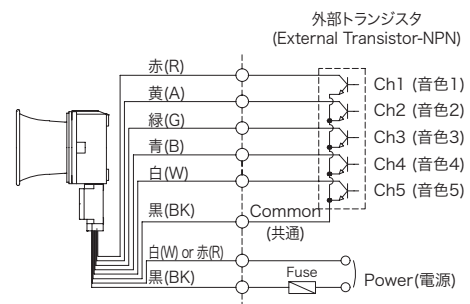 外部トランジスタ
(External Transistor-NPN)
赤(R)
Ch1 (音色1)
黄(A)
Ch2 (音色2)
緑(G)
Ch3 (音色3)
青(B)
Ch4 (音色4)
白(W)
Ch5 (音色5)
黒(BK)
Common
(共通)
白(W) or 赤(R)
黒(BK)
Fuse
Power(電源)